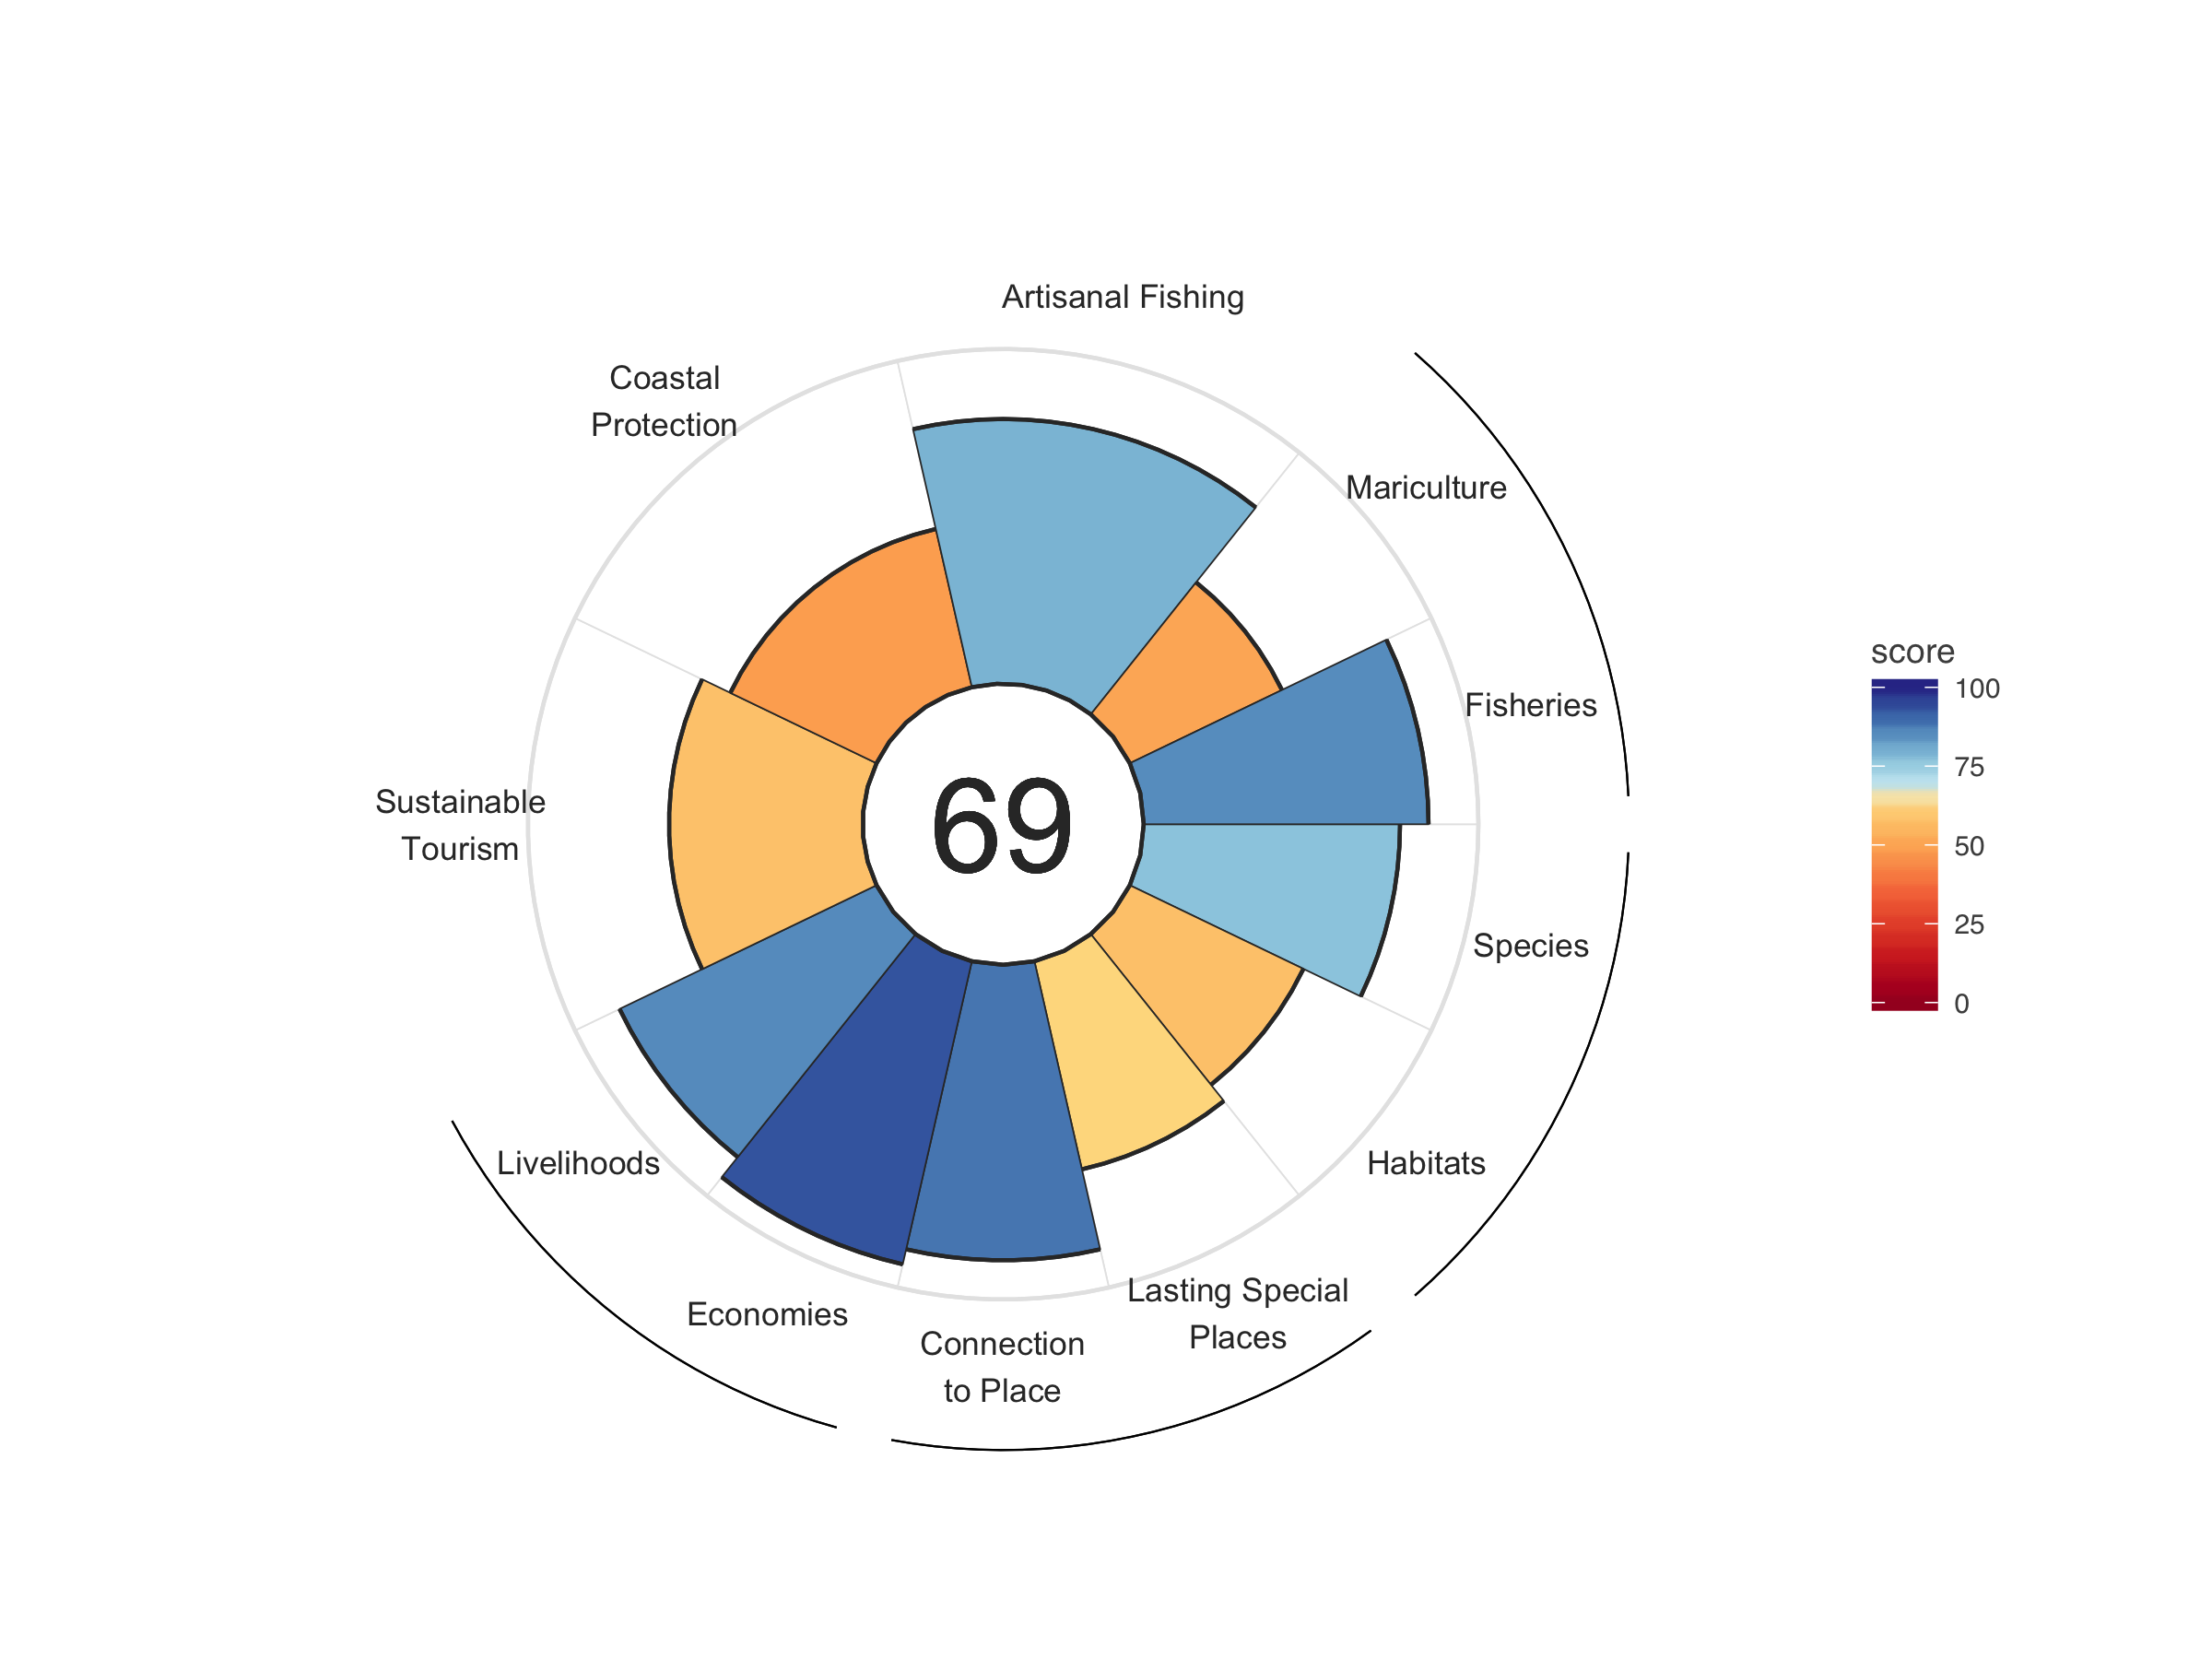 Artisanal Fishing
Coastal
Protection
Mariculture
Fisheries
Sustainable
Tourism
69
Species
Livelihoods
Habitats
Economies
Connection
to Place
Lasting Special
Places
score
100
75
50
25
0